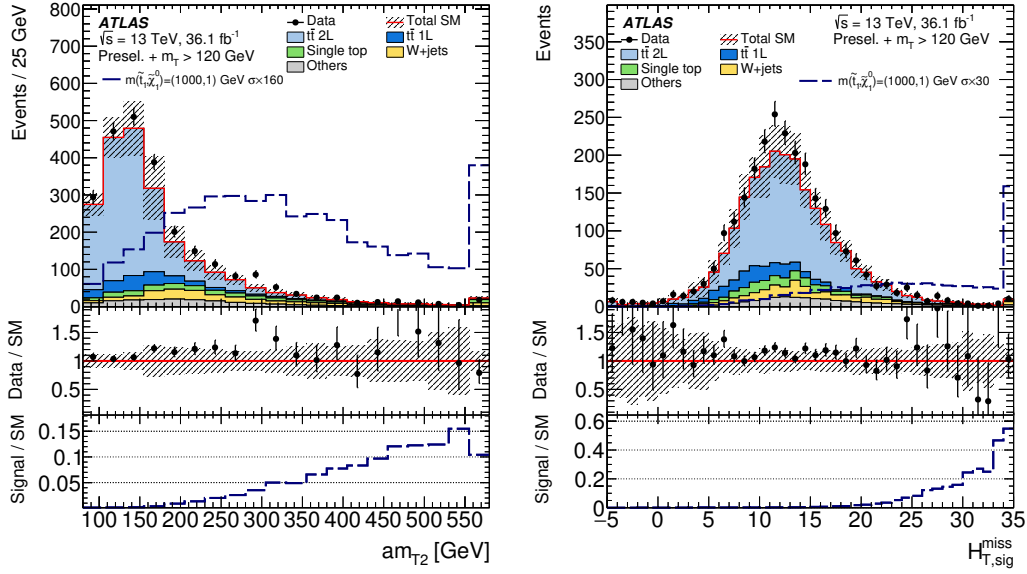 ATLAS
√s = 13 TeV, 36.1 fb⁻¹
Presel. + m_T > 120 GeV
Data
Total SM
tt̄ 2L
tt̄ 1L
Single top
W+jets
Others
m(t̃₁,χ̃₁⁰)=(1000,1) GeV σ×160
Events / 25 GeV
800
700
600
500
400
300
200
100
0
Data / SM
1.5
1
0.5
Signal / SM
0.15
0.10
0.05
100 150 200 250 300 350 400 450 500 550
am_T2 [GeV]
ATLAS
√s = 13 TeV, 36.1 fb⁻¹
Presel. + m_T > 120 GeV
Data
Total SM
tt̄ 2L
tt̄ 1L
Single top
W+jets
Others
m(t̃₁,χ̃₁⁰)=(1000,1) GeV σ×30
Events
350
300
250
200
150
100
50
0
Data / SM
1.5
1
0.5
Signal / SM
0.6
0.4
0.2
0
−5 0 5 10 15 20 25 30 35
H_T,sig^miss